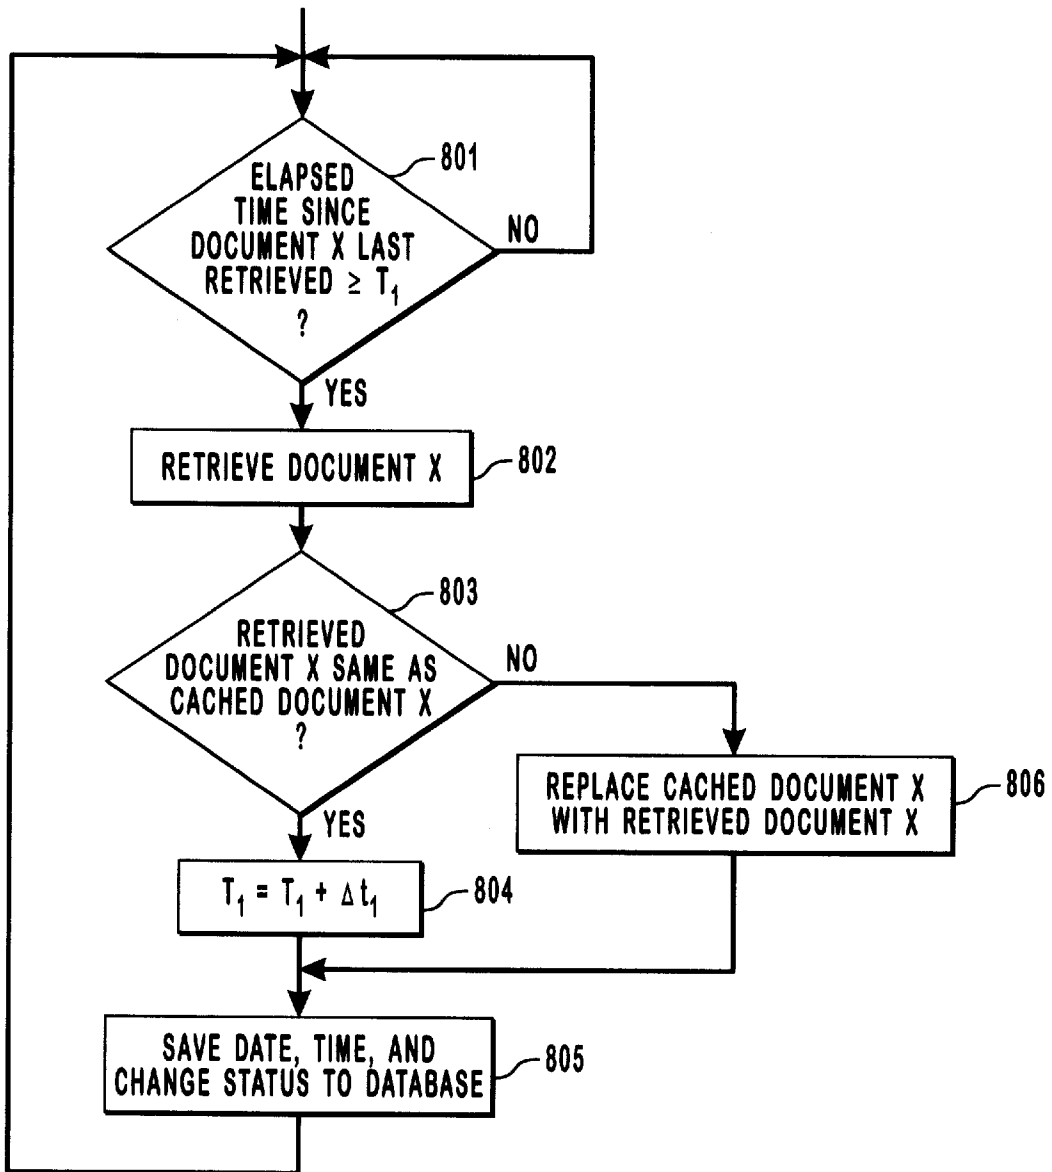 801
ELAPSED
TIME SINCE
DOCUMENT X LAST
RETRIEVED ≥ T₁
?
NO
YES
RETRIEVE DOCUMENT X
802
803
RETRIEVED
DOCUMENT X SAME AS
CACHED DOCUMENT X
?
NO
YES
REPLACE CACHED DOCUMENT X
WITH RETRIEVED DOCUMENT X
806
T₁ = T₁ + Δ t₁
804
SAVE DATE, TIME, AND
CHANGE STATUS TO DATABASE
805